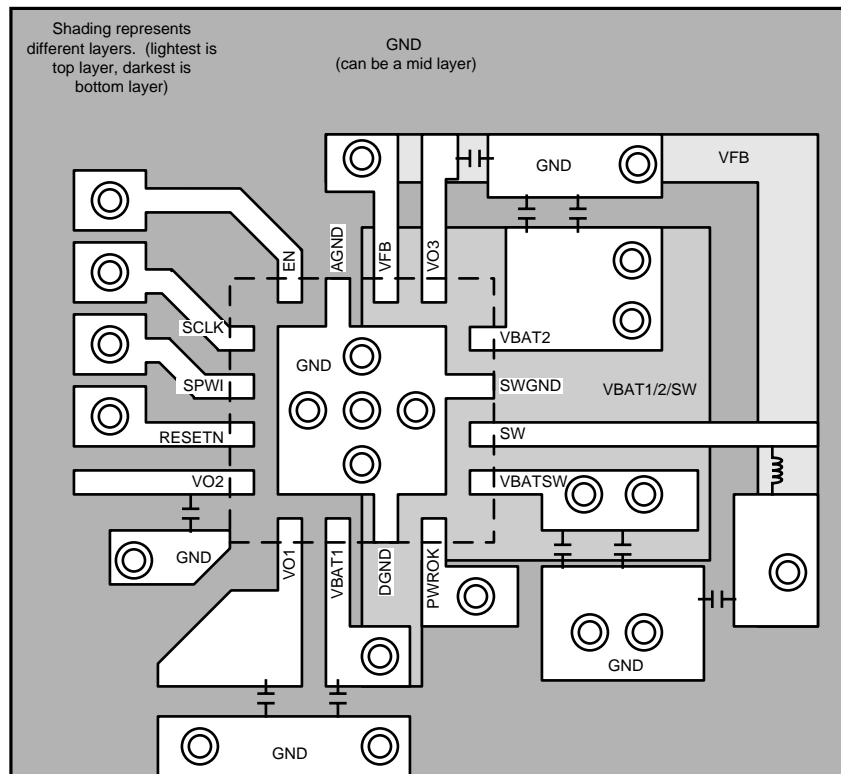 Shading represents
different layers. (lightest is
top layer, darkest is
bottom layer)
GND
(can be a mid layer)
GND
VFB
EN
AGND
VFB
VO3
SCLK
VBAT2
GND
SPWI
SWGND
VBAT1/2/SW
RESETN
SW
VO2
VBATSW
GND
VO1
VBAT1
DGND
PWROK
GND
GND